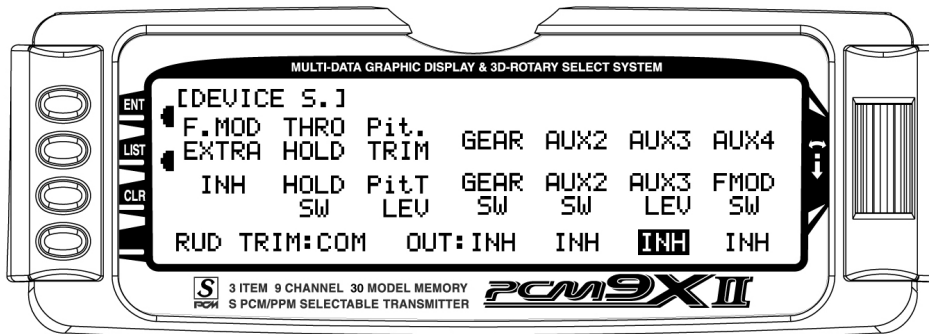 MULTI-DATA GRAPHIC DISPLAY & 3D-ROTARY SELECT SYSTEM
ENT
LIST
CLR
[DEVICE S.]
F.MOD THRO Pit. GEAR AUX2 AUX3 AUX4
EXTRA HOLD TRIM
INH HOLD PitT GEAR AUX2 AUX3 FMOD
SW LEV SW SW LEV SW
RUD TRIM:COM OUT:INH INH INH INH
S PCM
3 ITEM 9 CHANNEL 30 MODEL MEMORY
S PCM/PPM SELECTABLE TRANSMITTER
PCM9XII